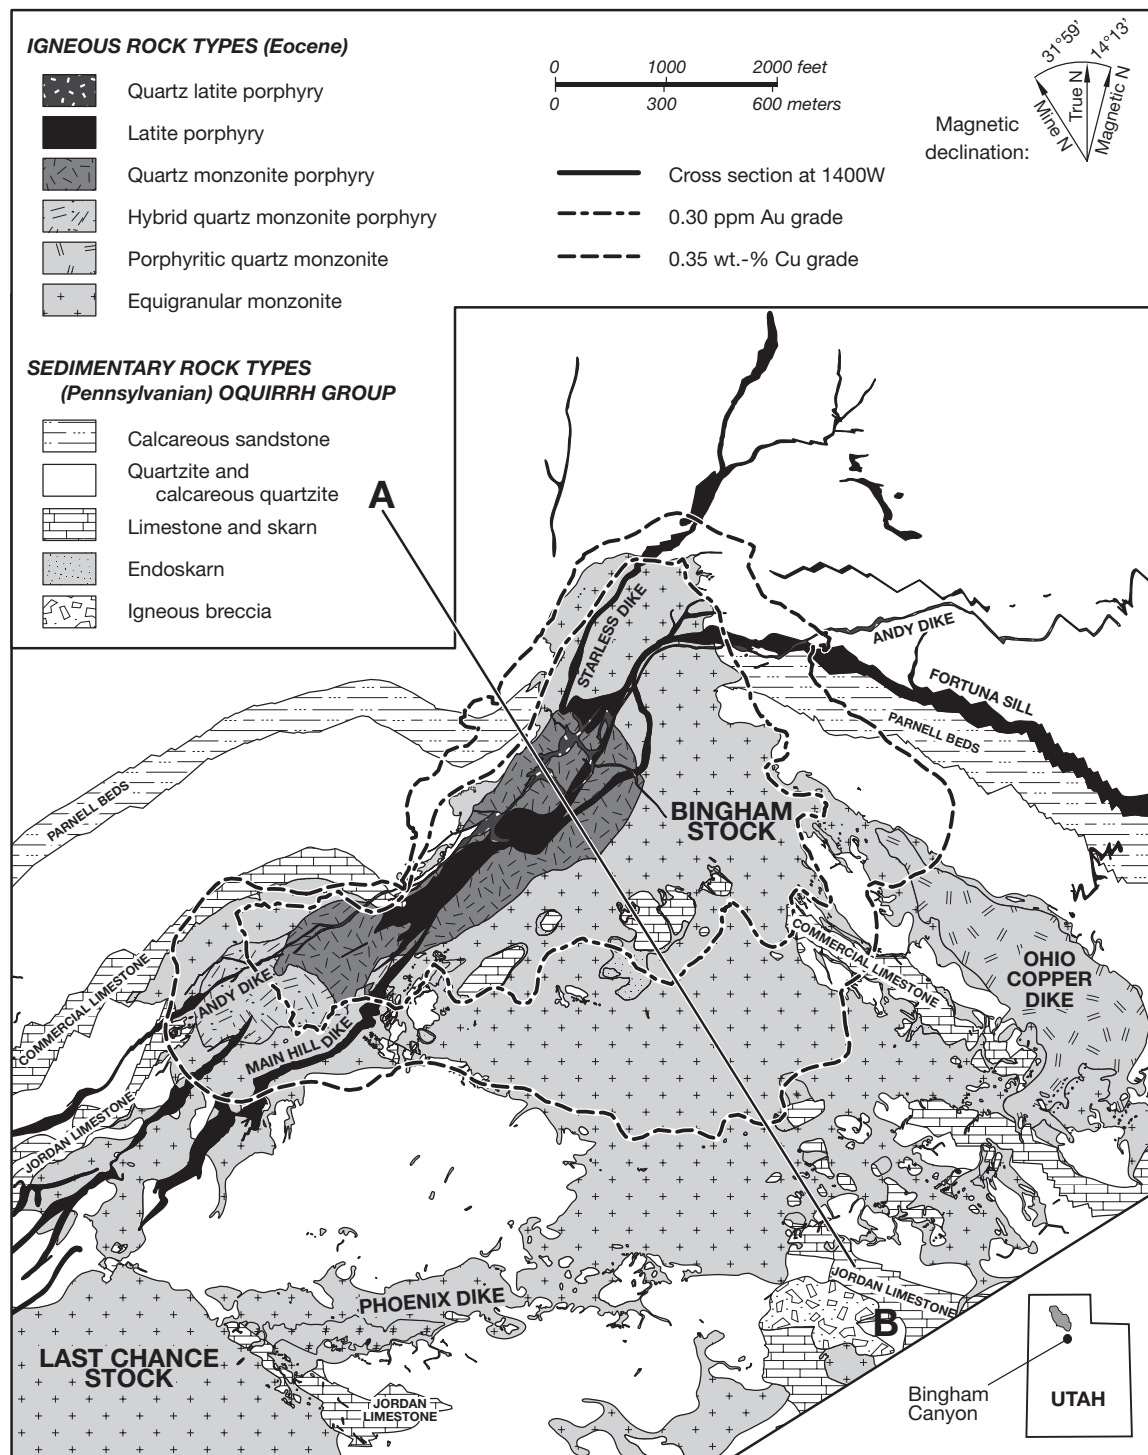 IGNEOUS ROCK TYPES (Eocene)
Quartz latite porphyry
Latite porphyry
Quartz monzonite porphyry
Hybrid quartz monzonite porphyry
Porphyritic quartz monzonite
Equigranular monzonite
SEDIMENTARY ROCK TYPES
(Pennsylvanian) OQUIRRH GROUP
Calcareous sandstone
Quartzite and
calcareous quartzite
Limestone and skarn
Endoskarn
Igneous breccia
0 1000 2000 feet
0 300 600 meters
Cross section at 1400W
0.30 ppm Au grade
0.35 wt.-% Cu grade
Magnetic
declination:
31°59'
14°13'
Mine N
True N
Magnetic N
A
STARLESS DIKE
ANDY DIKE
FORTUNA SILL
PARNELL BEDS
PARNELL BEDS
BINGHAM
STOCK
COMMERCIAL LIMESTONE
OHIO
COPPER
DIKE
COMMERCIAL LIMESTONE
ANDY DIKE
MAIN HILL DIKE
JORDAN LIMESTONE
JORDAN LIMESTONE
PHOENIX DIKE
B
LAST CHANCE
STOCK
JORDAN
LIMESTONE
Bingham
Canyon
UTAH